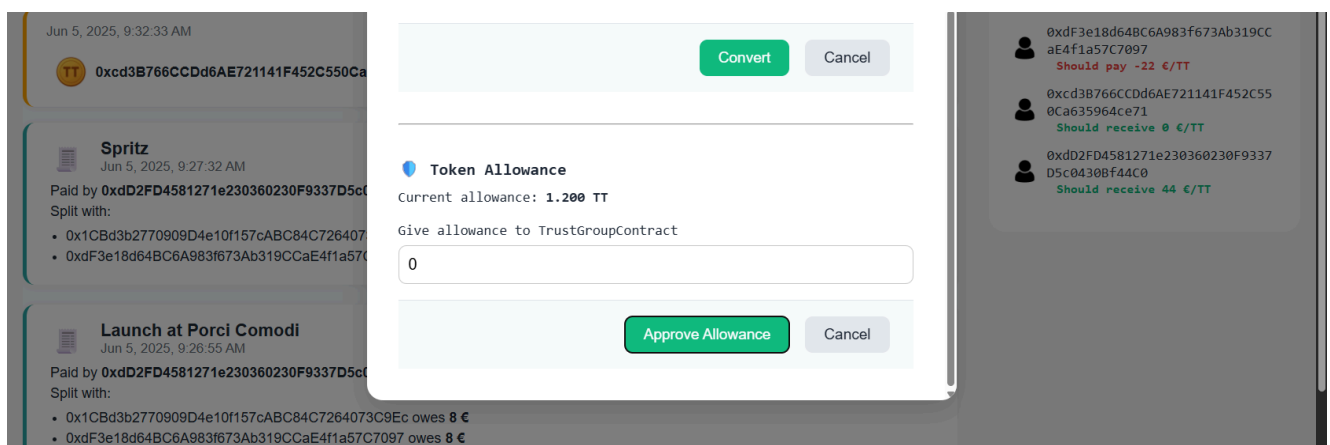 Jun 5, 2025, 9:32:33 AM
TT
0xcd3B766CCDd6AE721141F452C550Ca
Spritz
Jun 5, 2025, 9:27:32 AM
Paid by 0xdD2FD4581271e230360230F9337D5c0
Split with:
• 0x1CBd3b2770909D4e10f157cABC84C726407
• 0xdF3e18d64BC6A983f673Ab319CCaE4f1a570
Launch at Porci Comodi
Jun 5, 2025, 9:26:55 AM
Paid by 0xdD2FD4581271e230360230F9337D5c0
Split with:
• 0x1CBd3b2770909D4e10f157cABC84C7264073C9Ec owes 8 €
• 0xdF3e18d64BC6A983f673Ab319CCaE4f1a57C7097 owes 8 €
Convert
Cancel
Token Allowance
Current allowance: 1.200 TT
Give allowance to TrustGroupContract
0
Approve Allowance
Cancel
0xdF3e18d64BC6A983f673Ab319CC
aE4f1a57C7097
Should pay -22 €/TT
0xcd3B766CCDd6AE721141F452C55
0Ca635964ce71
Should receive 0 €/TT
0xdD2FD4581271e230360230F9337
D5c0430Bf44C0
Should receive 44 €/TT